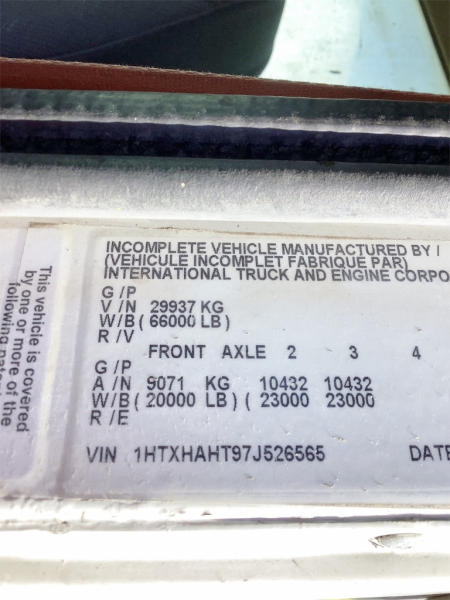 INCOMPLETE VEHICLE MANUFACTURED BY /
(VEHICULE INCOMPLET FABRIQUE PAR)
INTERNATIONAL TRUCK AND ENGINE CORPO
G / P
V / N 29937 KG
W/B ( 66000 LB)
R / V
FRONT AXLE 2 3 4
G / P
A / N 9071 KG 10432 10432
W/B ( 20000 LB) ( 23000 23000
R / E
VIN 1HTXHAHT97J526565 DATE
This vehicle is covered
by one or more of the
following